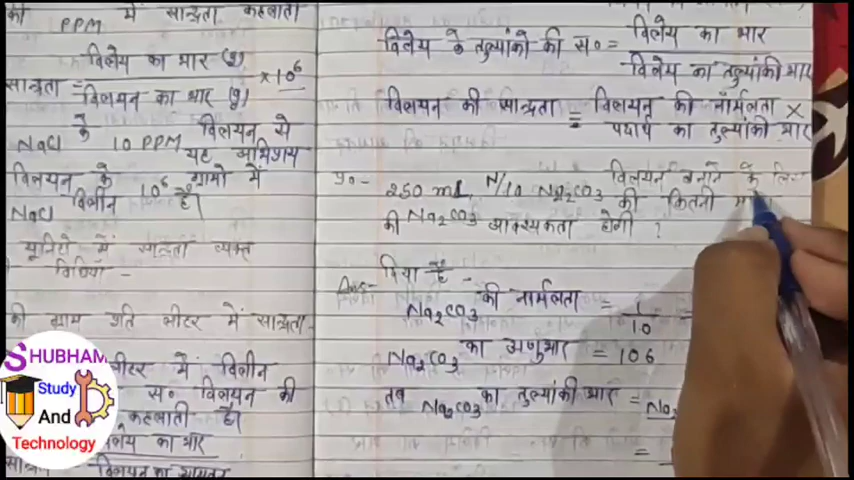 की PPM में सान्द्रता कहलाती
सान्द्रता = विलेय का भार (g) × 10⁶
विलयन का भार (g)
NaCl के 10 PPM विलयन से
यह अभिप्राय
विलयन के 10⁶ ग्रामो में
NaCl विलीन है।
यूनिटो में सान्द्रता व्यक्त
विधियां -
की ग्राम प्रति लीटर में सान्द्रता -
लीटर में विलीन
स० विलयन की
कहलाती है।
विलेय का भार
विलयन का आयतन
विलेय के तुल्यांको की स० = विलेय का भार
विलेय का तुल्यांकी भार
विलयन की सान्द्रता = विलयन की नॉर्मलता ×
पदार्थ का तुल्यांकी भार
प्र० - 250 mL, N/10 Na₂CO₃ विलयन बनाने के लिए
की कितनी
की Na₂CO₃ आवश्यकता होगी ?
Ans - दिया है -
Na₂CO₃ की नॉर्मलता = 1/10 =
Na₂CO₃ का अणुभार = 106
तब Na₂CO₃ का तुल्यांकी भार =
=
SHUBHAM
Study
And
Technology